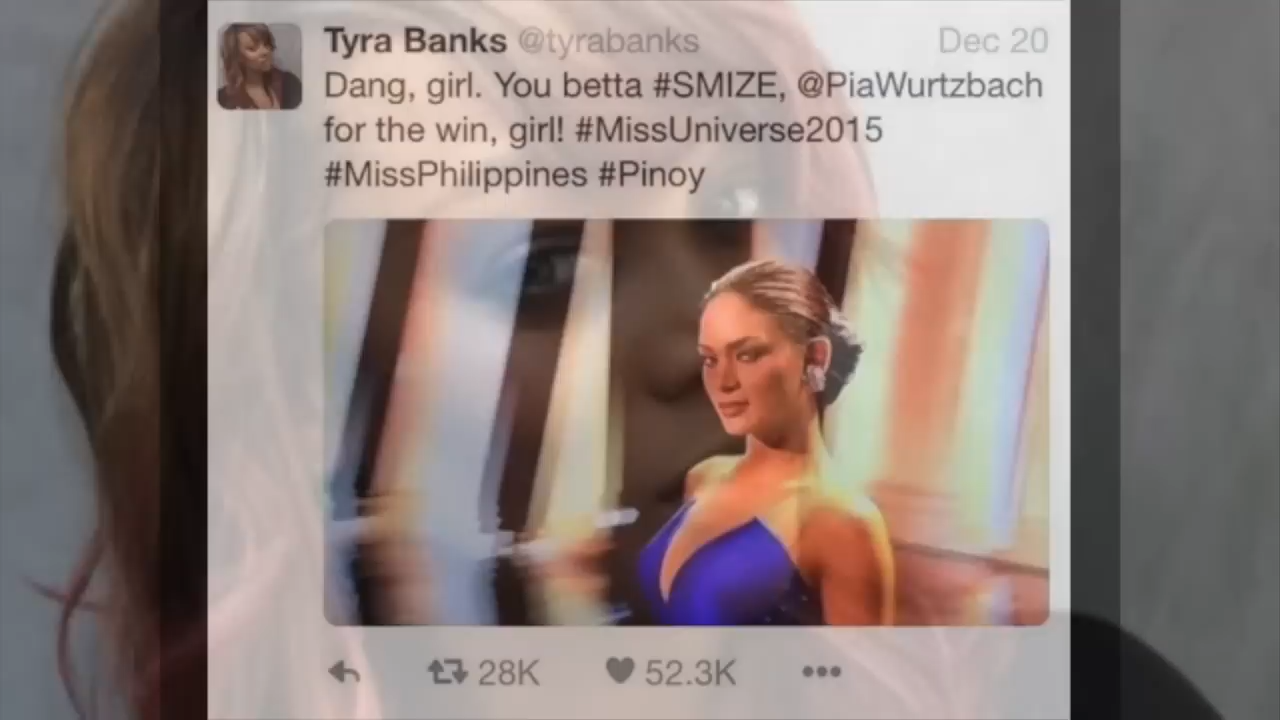 Tyra Banks @tyrabanks Dec 20
Dang, girl. You betta #SMIZE, @PiaWurtzbach
for the win, girl! #MissUniverse2015
#MissPhilippines #Pinoy
28K 52.3K